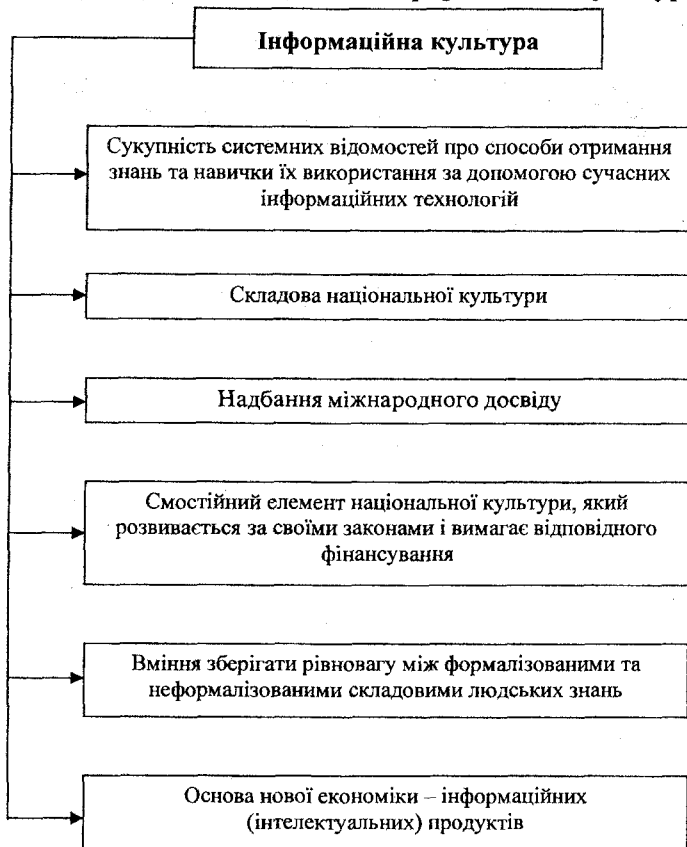 Інформаційна культура
Сукупність системних відомостей про способи отримання
знань та навички їх використання за допомогою сучасних
інформаційних технологій
Складова національної культури
Надбання міжнародного досвіду
Смостійний елемент національної культури, який
розвивається за своїми законами і вимагає відповідного
фінансування
Вміння зберігати рівновагу між формалізованими та
неформалізованими складовими людських знань
Основа нової економіки – інформаційних
(інтелектуальних) продуктів